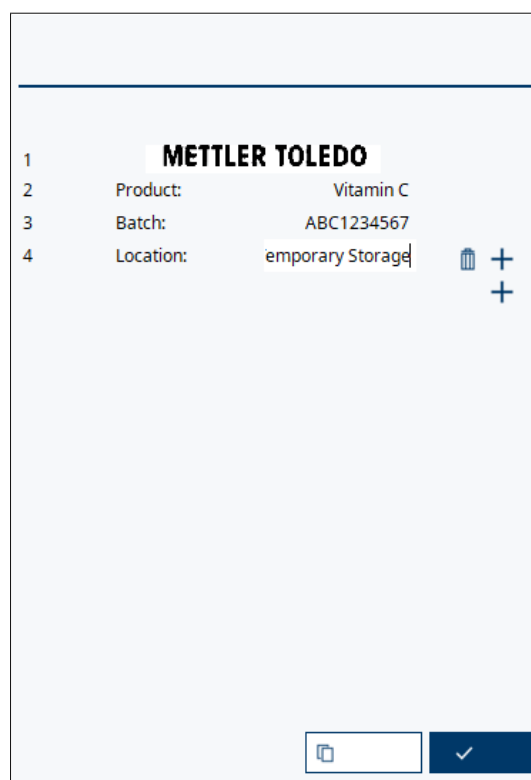 1 METTLER TOLEDO
2 Product: Vitamin C
3 Batch: ABC1234567
4 Location: emporary Storage